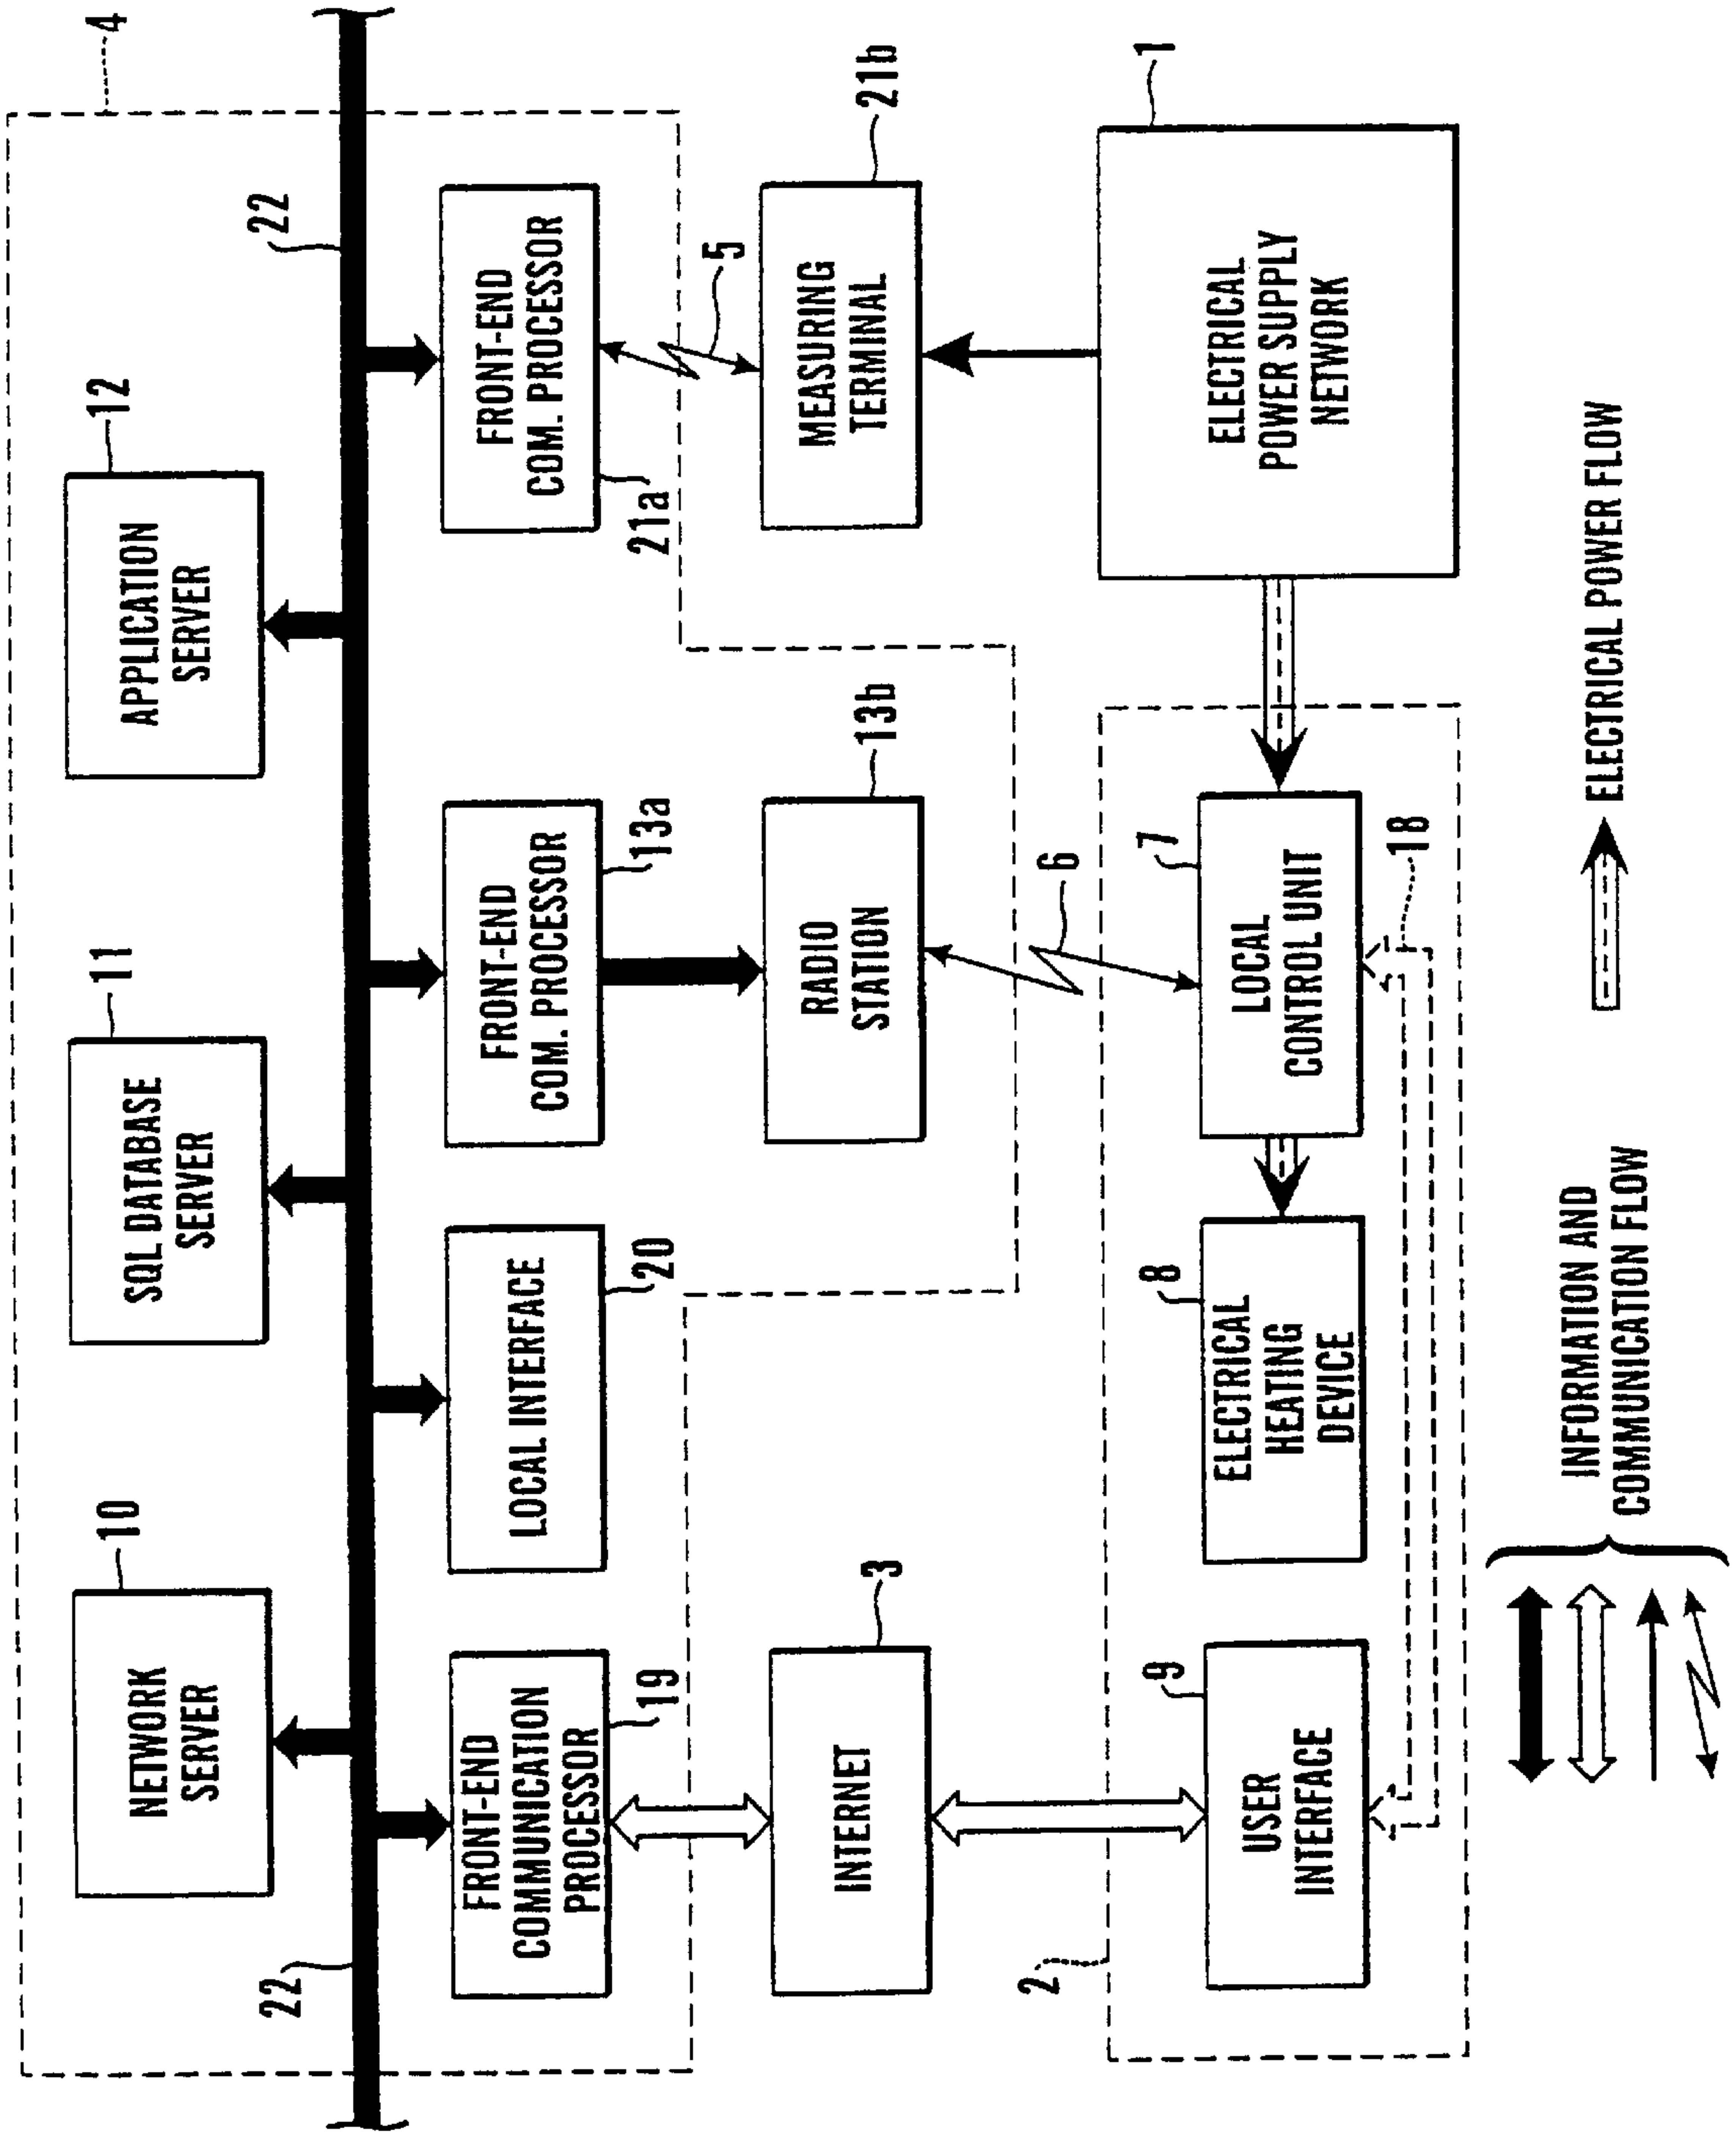 4
22
22
10
NETWORK
SERVER
11
SQL DATABASE
SERVER
12
APPLICATION
SERVER
FRONT-END
COMMUNICATION
PROCESSOR
19
LOCAL INTERFACE
20
FRONT-END
COM. PROCESSOR
13a
FRONT-END
COM. PROCESSOR
21a
5
INTERNET
3
RADIO
STATION
13b
MEASURING
TERMINAL
21b
6
2
USER
INTERFACE
9
ELECTRICAL
HEATING
DEVICE
8
LOCAL
CONTROL UNIT
7
18
ELECTRICAL
POWER SUPPLY
NETWORK
1
INFORMATION AND
COMMUNICATION FLOW
ELECTRICAL POWER FLOW